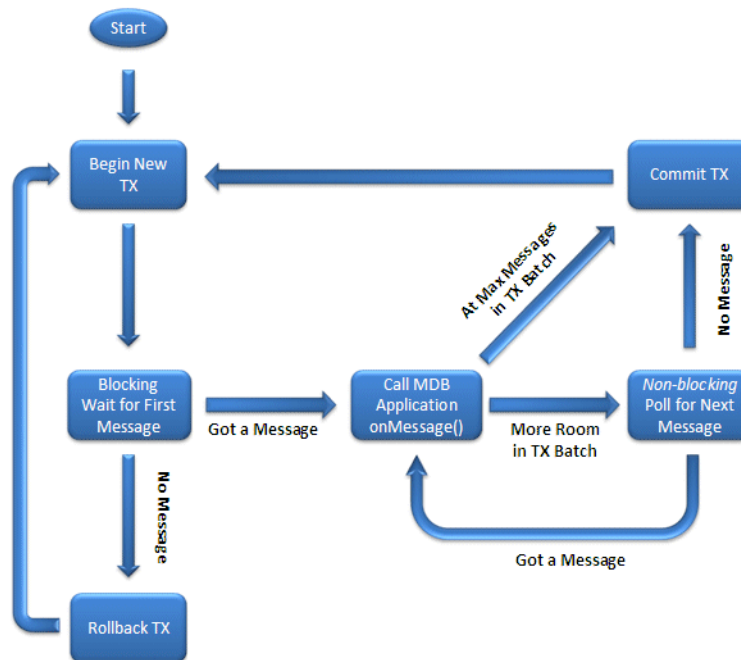 Start
Begin New
TX
Commit TX
At Max Messages
in TX Batch
No Message
Blocking
Wait for First
Message
Got a Message
Call MDB
Application
onMessage()
More Room
in TX Batch
Non-blocking
Poll for Next
Message
No Message
Got a Message
Rollback TX